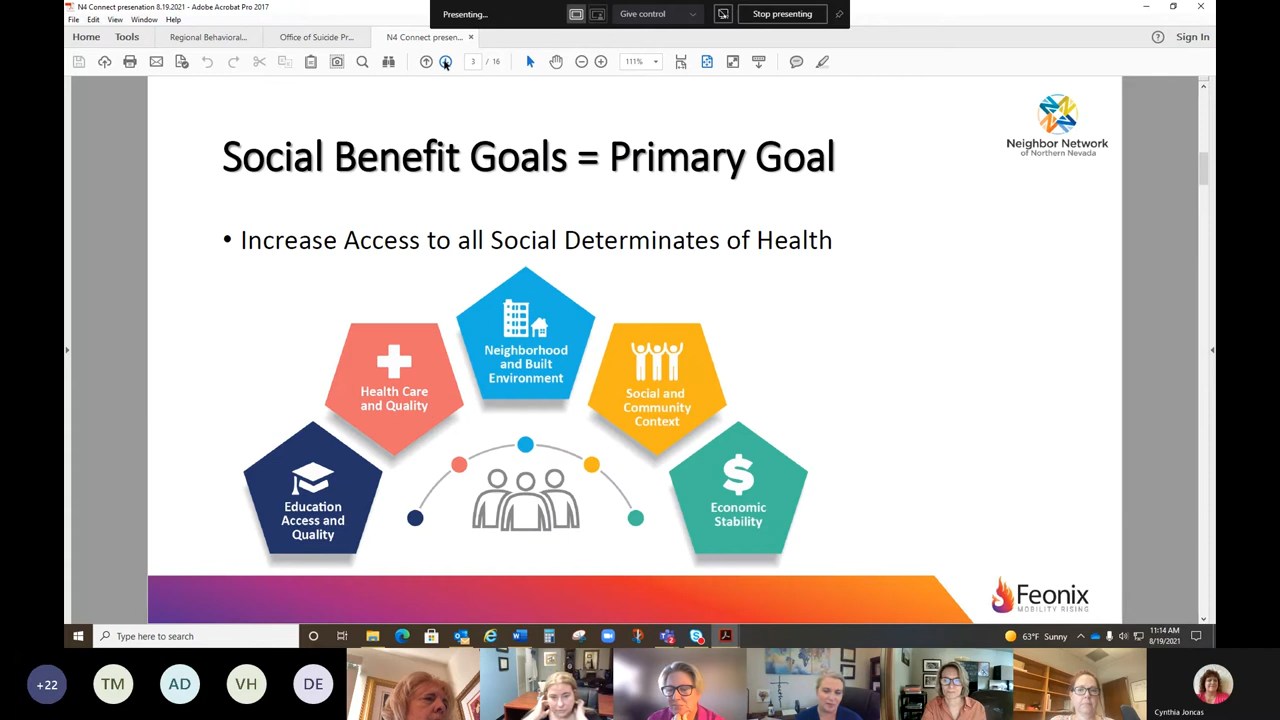 N4 Connect presenation 8.19.2021 - Adobe Acrobat Pro 2017
File Edit View Window Help
Presenting...
Give control
Stop presenting
Home Tools
Regional Behavioral...
Office of Suicide Pr...
N4 Connect presen... ×
Sign In
3 / 16
111%
Neighbor Network
of Northern Nevada
Social Benefit Goals = Primary Goal
• Increase Access to all Social Determinates of Health
Neighborhood
and Built
Environment
Health Care
and Quality
Social and
Community
Context
Education
Access and
Quality
Economic
Stability
Feonix
MOBILITY RISING
Type here to search
63°F Sunny
11:14 AM
8/19/2021
+22
TM
AD
VH
DE
Cynthia Joncas